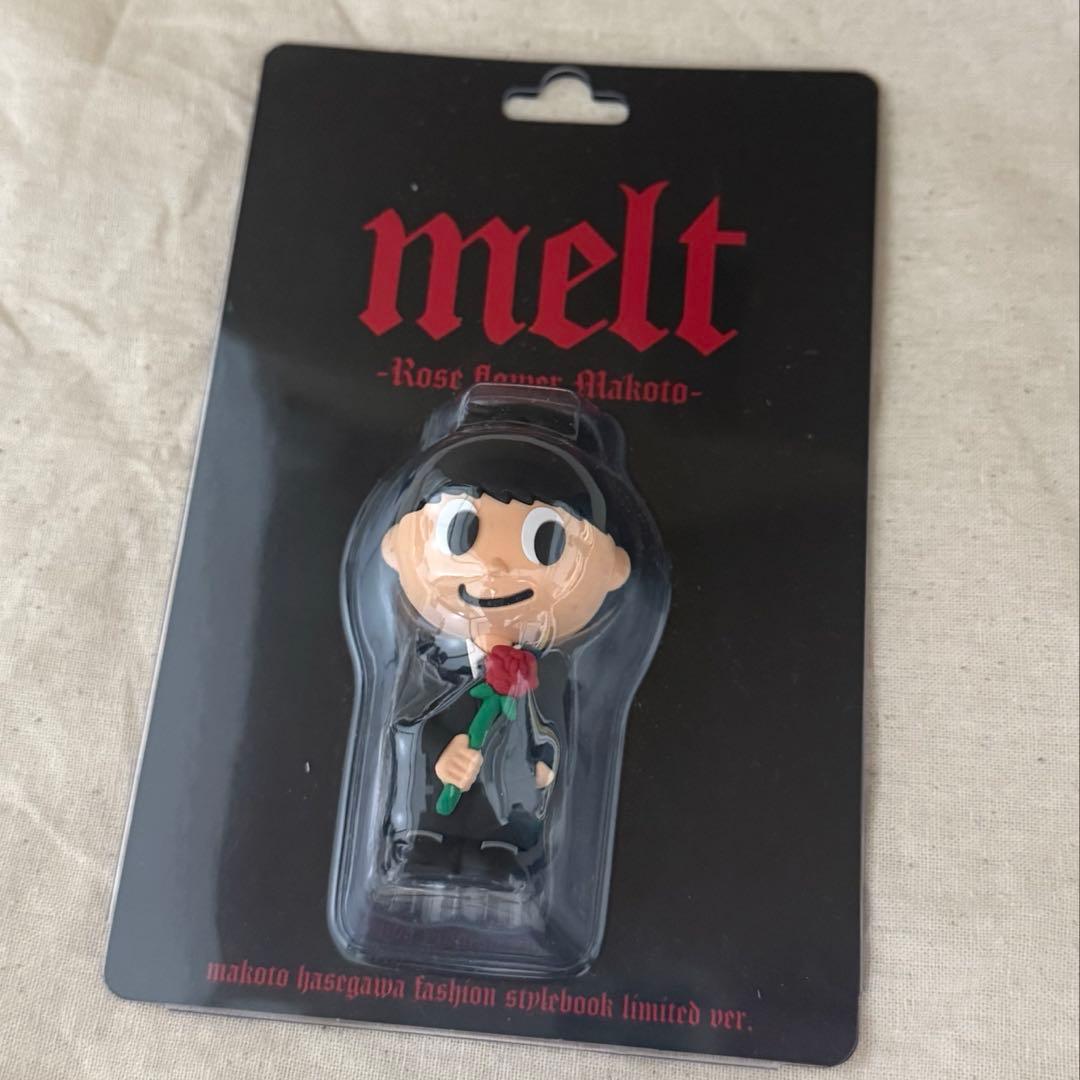 melt
-Rose flower Makoto-
makoto hasegawa fashion stylebook limited ver.